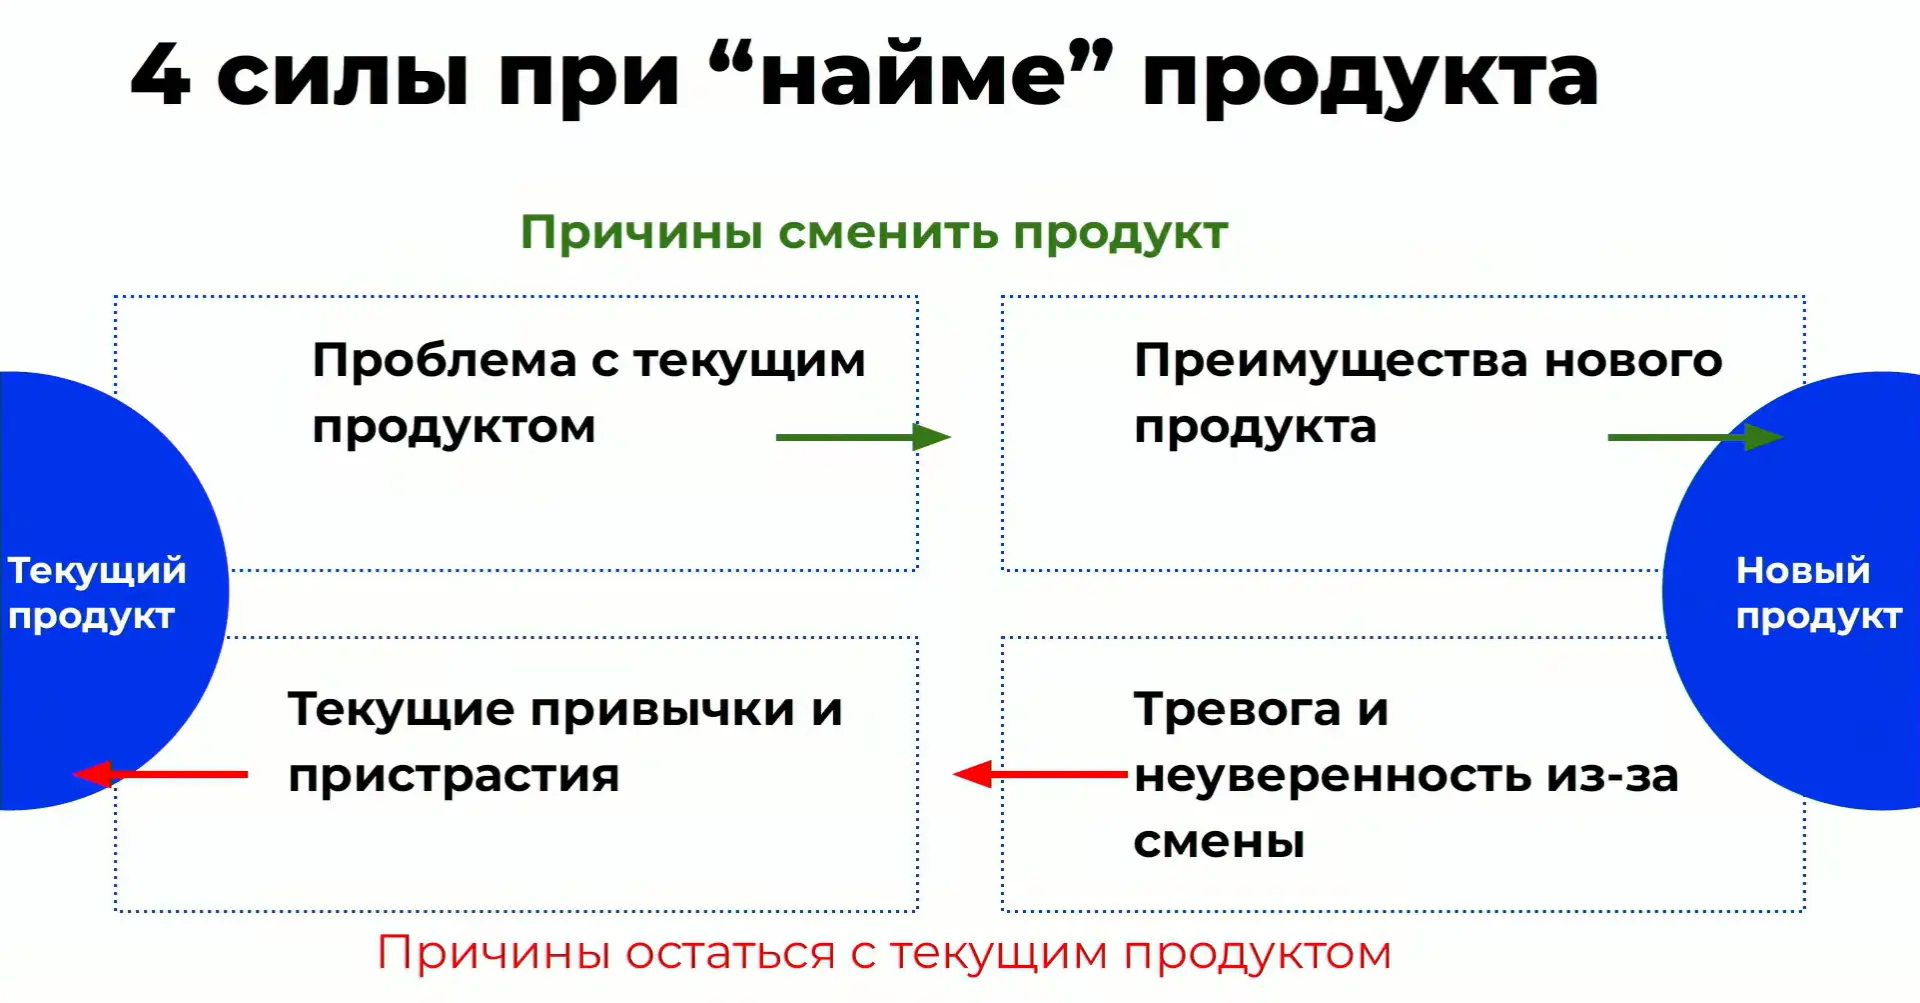 4 силы при “найме” продукта
Причины сменить продукт
Проблема с текущим
продуктом
Преимущества нового
продукта
Текущий
продукт
Новый
продукт
Текущие привычки и
пристрастия
Тревога и
неуверенность из-за
смены
Причины остаться с текущим продуктом